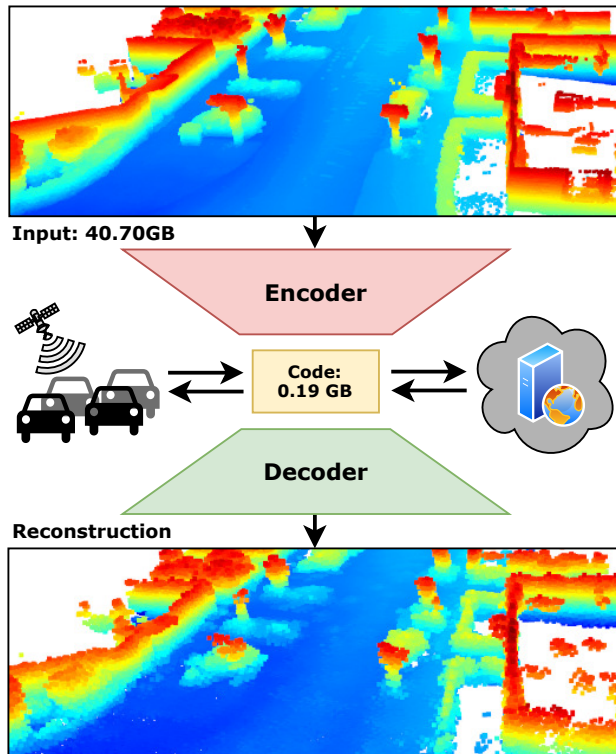 Input: 40.70GB
Encoder
Code:
0.19 GB
Decoder
Reconstruction